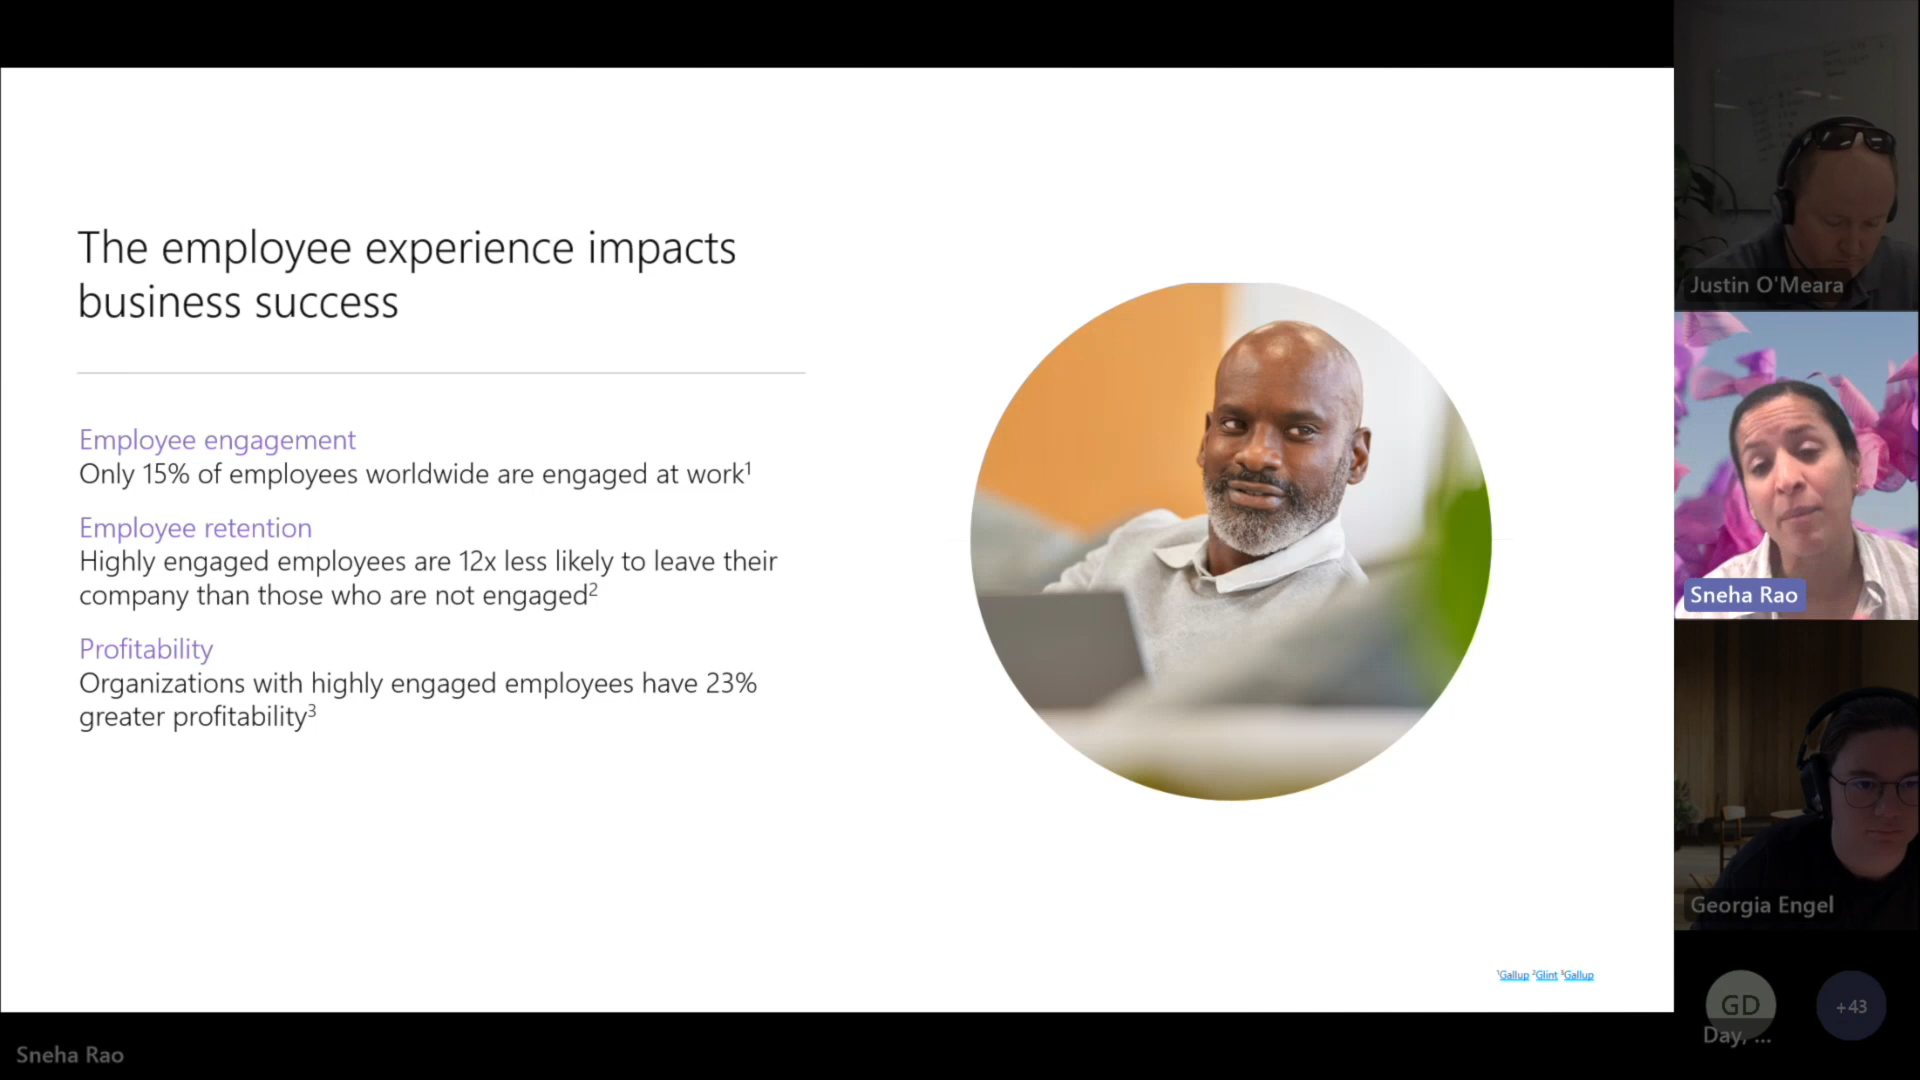 The employee experience impacts
business success
Employee engagement
Only 15% of employees worldwide are engaged at work¹
Employee retention
Highly engaged employees are 12x less likely to leave their
company than those who are not engaged²
Profitability
Organizations with highly engaged employees have 23%
greater profitability³
¹Gallup ²Glint ³Gallup
Justin O'Meara
Sneha Rao
Georgia Engel
GD
+43
Day, ...
Sneha Rao